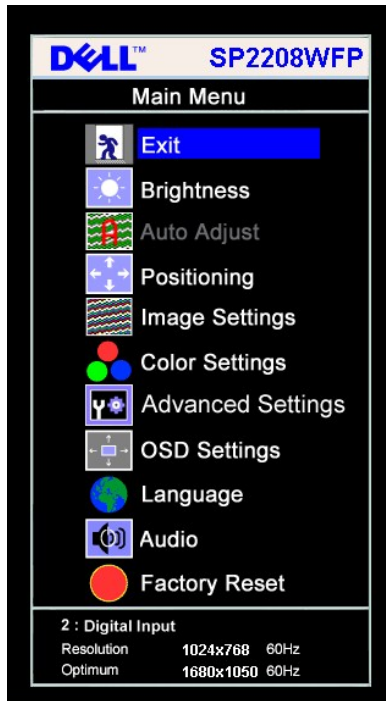 DELL™ SP2208WFP
Main Menu
Exit
Brightness
Auto Adjust
Positioning
Image Settings
Color Settings
Advanced Settings
OSD Settings
Language
Audio
Factory Reset
2 : Digital Input
Resolution 1024x768 60Hz
Optimum 1680x1050 60Hz